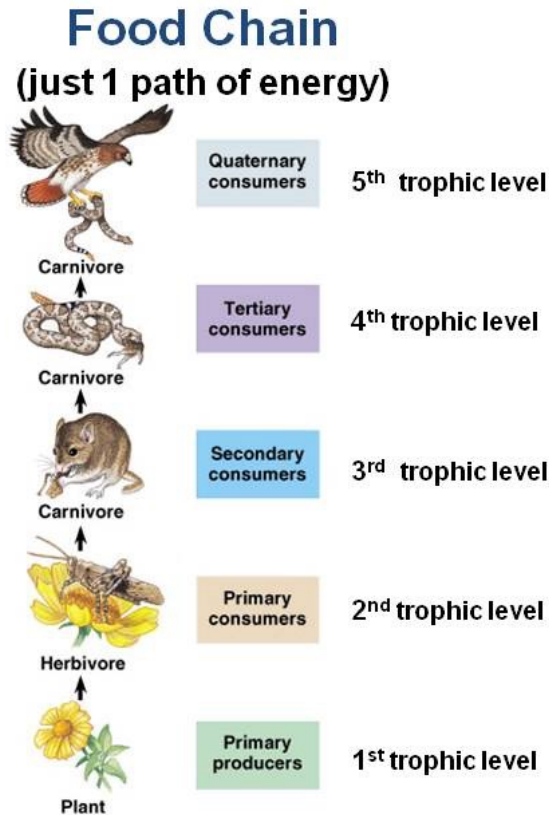 Food Chain
(just 1 path of energy)
Quaternary
consumers
5th trophic level
Carnivore
Tertiary
consumers
4th trophic level
Carnivore
Secondary
consumers
3rd trophic level
Carnivore
Primary
consumers
2nd trophic level
Herbivore
Primary
producers
1st trophic level
Plant